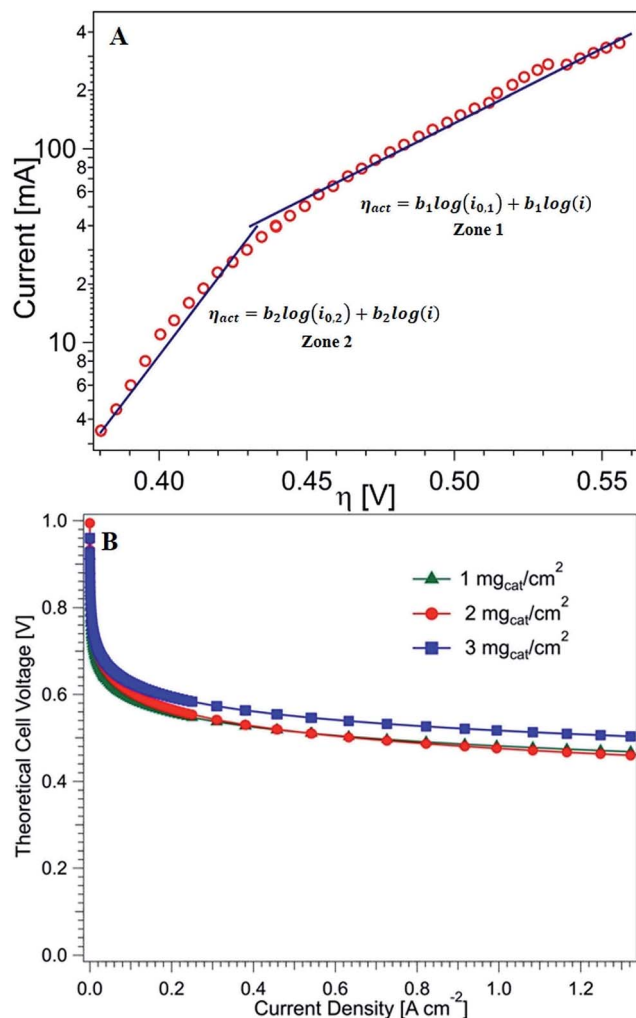 A
4
2
100
8
6
4
2
10
8
6
4
Current [mA]
η_act = b_1 log(i_0,1) + b_1 log(i)
Zone 1
η_act = b_2 log(i_0,2) + b_2 log(i)
Zone 2
0.40
0.45
0.50
0.55
η [V]
B
1.0
0.8
0.6
0.4
0.2
0.0
Theoretical Cell Voltage [V]
1 mg_cat/cm^2
2 mg_cat/cm^2
3 mg_cat/cm^2
0.0
0.2
0.4
0.6
0.8
1.0
1.2
Current Density [A cm^-2]